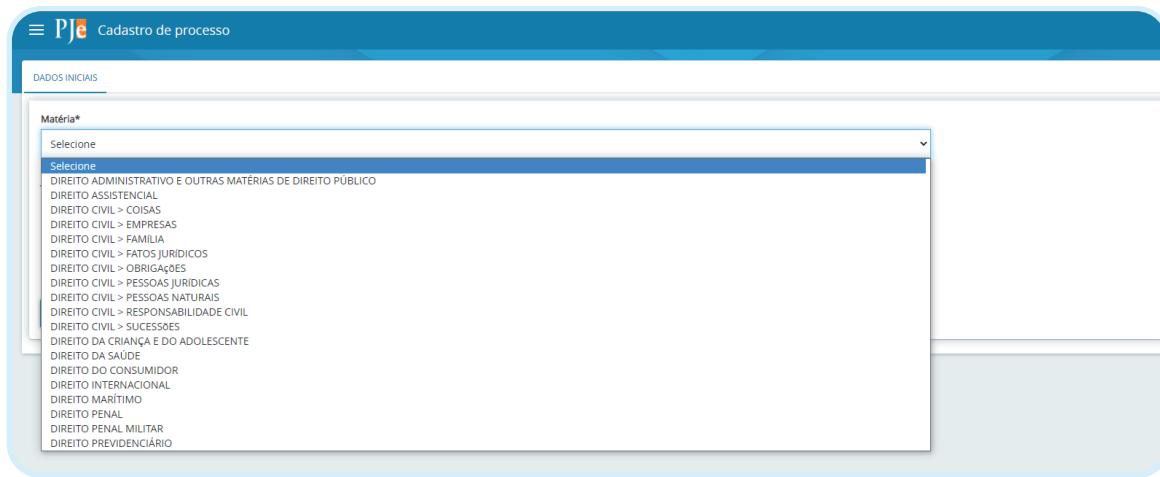 PJe Cadastro de processo
DADOS INICIAIS
Matéria*
Selecione
Selecione
DIREITO ADMINISTRATIVO E OUTRAS MATÉRIAS DE DIREITO PÚBLICO
DIREITO ASSISTENCIAL
DIREITO CIVIL > COISAS
DIREITO CIVIL > EMPRESAS
DIREITO CIVIL > FAMÍLIA
DIREITO CIVIL > FATOS JURÍDICOS
DIREITO CIVIL > OBRIGAçõES
DIREITO CIVIL > PESSOAS JURÍDICAS
DIREITO CIVIL > PESSOAS NATURAIS
DIREITO CIVIL > RESPONSABILIDADE CIVIL
DIREITO CIVIL > SUCESSõES
DIREITO DA CRIANÇA E DO ADOLESCENTE
DIREITO DA SAÚDE
DIREITO DO CONSUMIDOR
DIREITO INTERNACIONAL
DIREITO MARÍTIMO
DIREITO PENAL
DIREITO PENAL MILITAR
DIREITO PREVIDENCIÁRIO